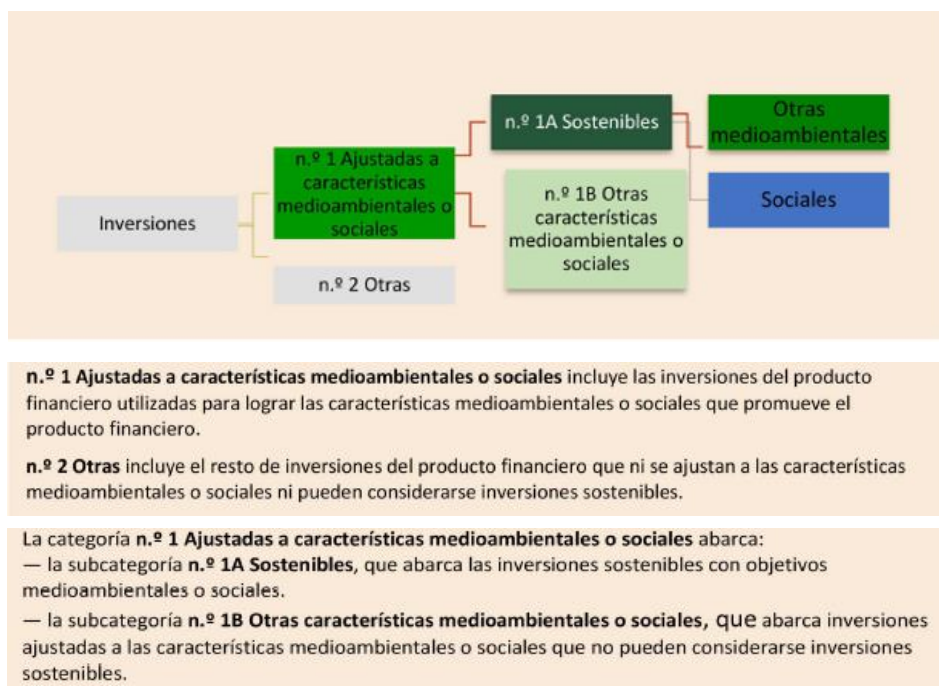 Inversiones
n.º 1 Ajustadas a
características
medioambientales o
sociales
n.º 2 Otras
n.º 1A Sostenibles
n.º 1B Otras
características
medioambientales o
sociales
Otras
medioambientales
Sociales
n.º 1 Ajustadas a características medioambientales o sociales incluye las inversiones del producto
financiero utilizadas para lograr las características medioambientales o sociales que promueve el
producto financiero.
n.º 2 Otras incluye el resto de inversiones del producto financiero que ni se ajustan a las características
medioambientales o sociales ni pueden considerarse inversiones sostenibles.
La categoría n.º 1 Ajustadas a características medioambientales o sociales abarca:
— la subcategoría n.º 1A Sostenibles, que abarca las inversiones sostenibles con objetivos
medioambientales o sociales.
— la subcategoría n.º 1B Otras características medioambientales o sociales, que abarca inversiones
ajustadas a las características medioambientales o sociales que no pueden considerarse inversiones
sostenibles.